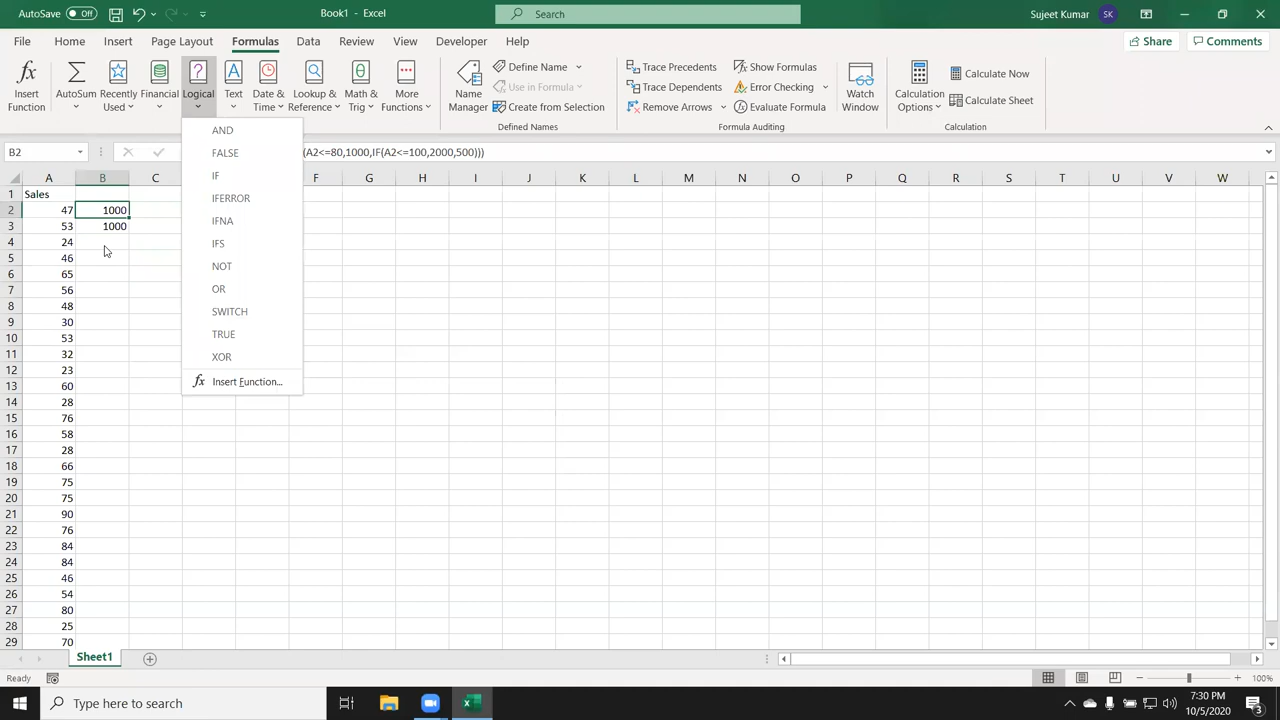 AutoSave Off Book1 - Excel Search Sujeet Kumar SK
File Home Insert Page Layout Formulas Data Review View Developer Help Share Comments
Insert Function
AutoSum
Recently Used
Financial
Logical
Text
Date & Time
Lookup & Reference
Math & Trig
More Functions
Name Manager
Define Name
Use in Formula
Create from Selection
Defined Names
Trace Precedents
Trace Dependents
Remove Arrows
Show Formulas
Error Checking
Evaluate Formula
Formula Auditing
Watch Window
Calculation Options
Calculate Now
Calculate Sheet
Calculation
B2 (A2<=80,1000,IF(A2<=100,2000,500)))
AND
FALSE
IF
IFERROR
IFNA
IFS
NOT
OR
SWITCH
TRUE
XOR
fx Insert Function...
A B C F G H I J K L M N O P Q R S T U V W
1 Sales
2 47 1000
3 53 1000
4 24
5 46
6 65
7 56
8 48
9 30
10 53
11 32
12 23
13 60
14 28
15 76
16 58
17 28
18 66
19 75
20 75
21 90
22 76
23 84
24 84
25 46
26 54
27 80
28 25
29 70
Sheet1
Ready 100%
Type here to search
7:30 PM
10/5/2020
3